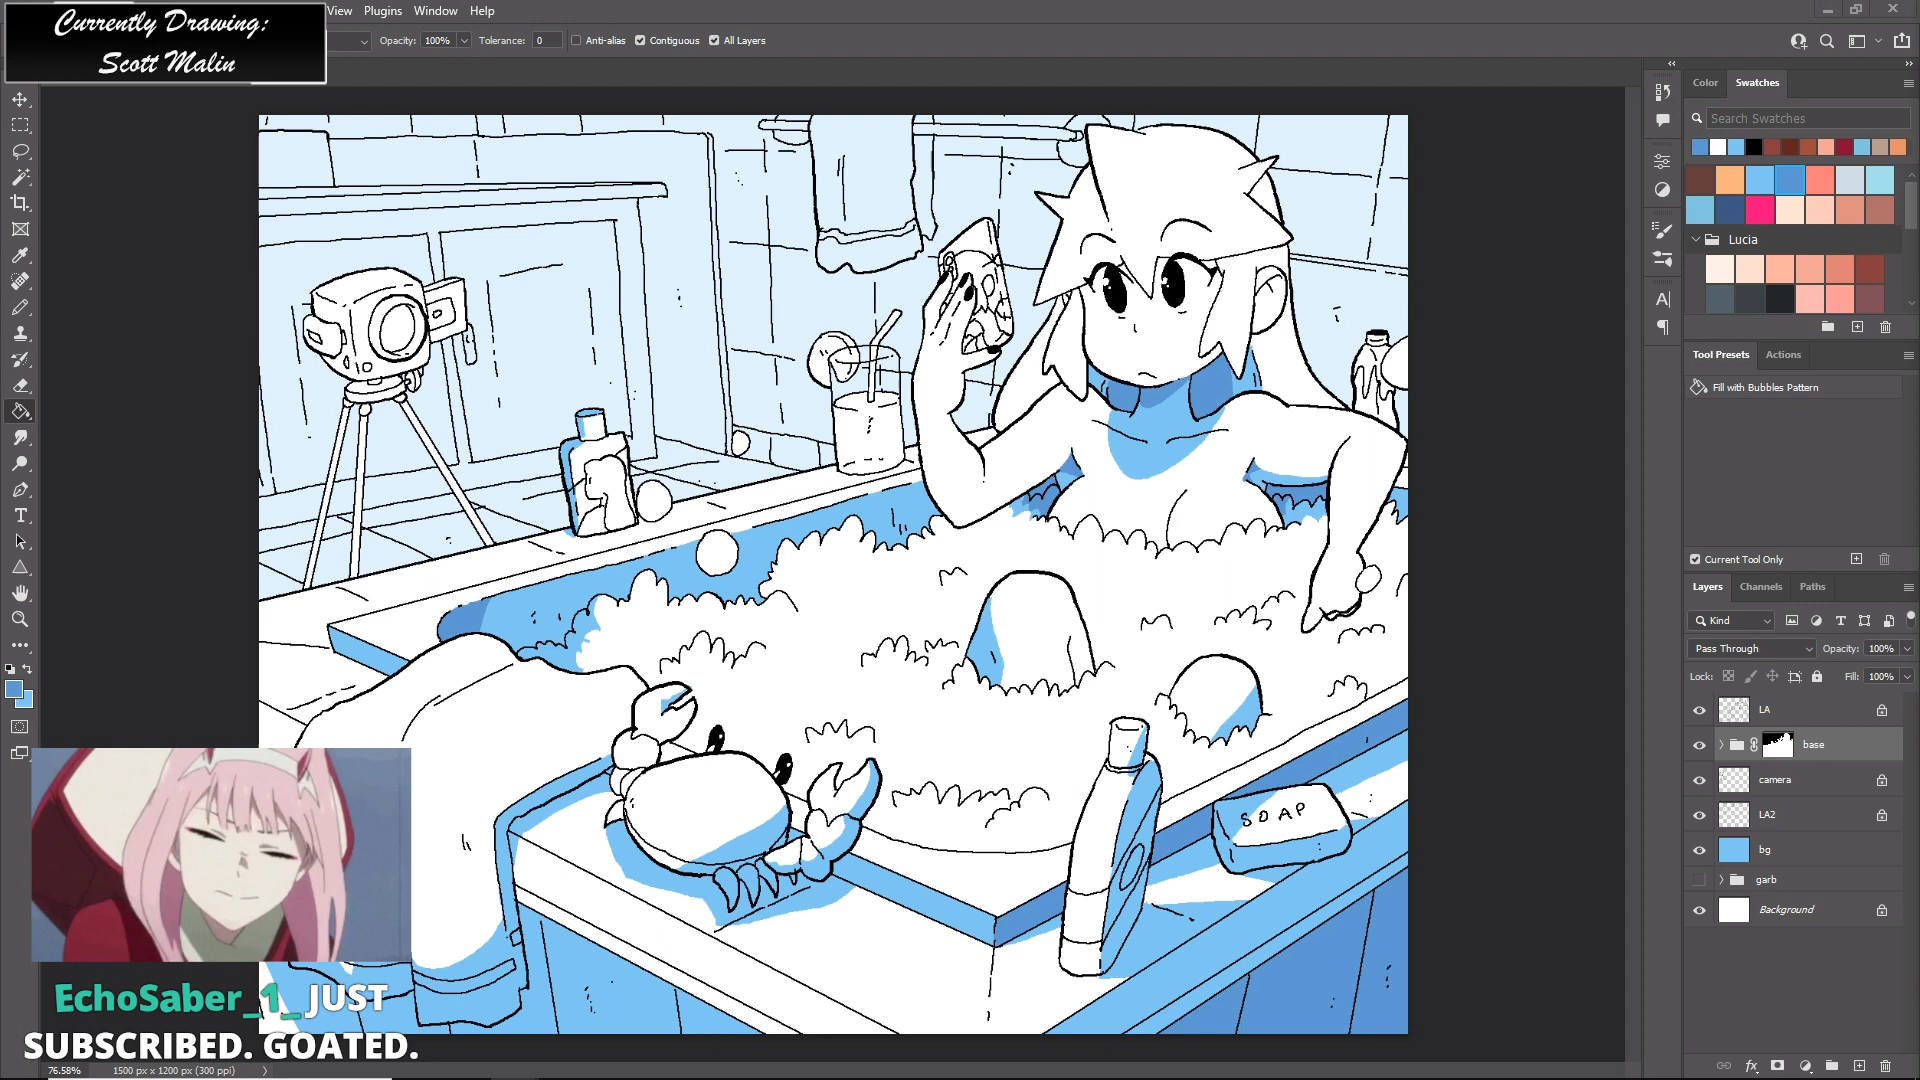 Currently Drawing:
Scott Malin
View Plugins Window Help
Opacity: 100% Tolerance: 0 Anti-alias Contiguous All Layers
Color Swatches
Search Swatches
Lucia
Tool Presets Actions
Fill with Bubbles Pattern
Current Tool Only
Layers Channels Paths
Kind
Pass Through Opacity: 100%
Lock: Fill: 100%
LA
base
camera
LA2
bg
garb
Background
SOAP
EchoSaber_1_ JUST
SUBSCRIBED. GOATED.
76.58% 1500 px x 1200 px (300 ppi)